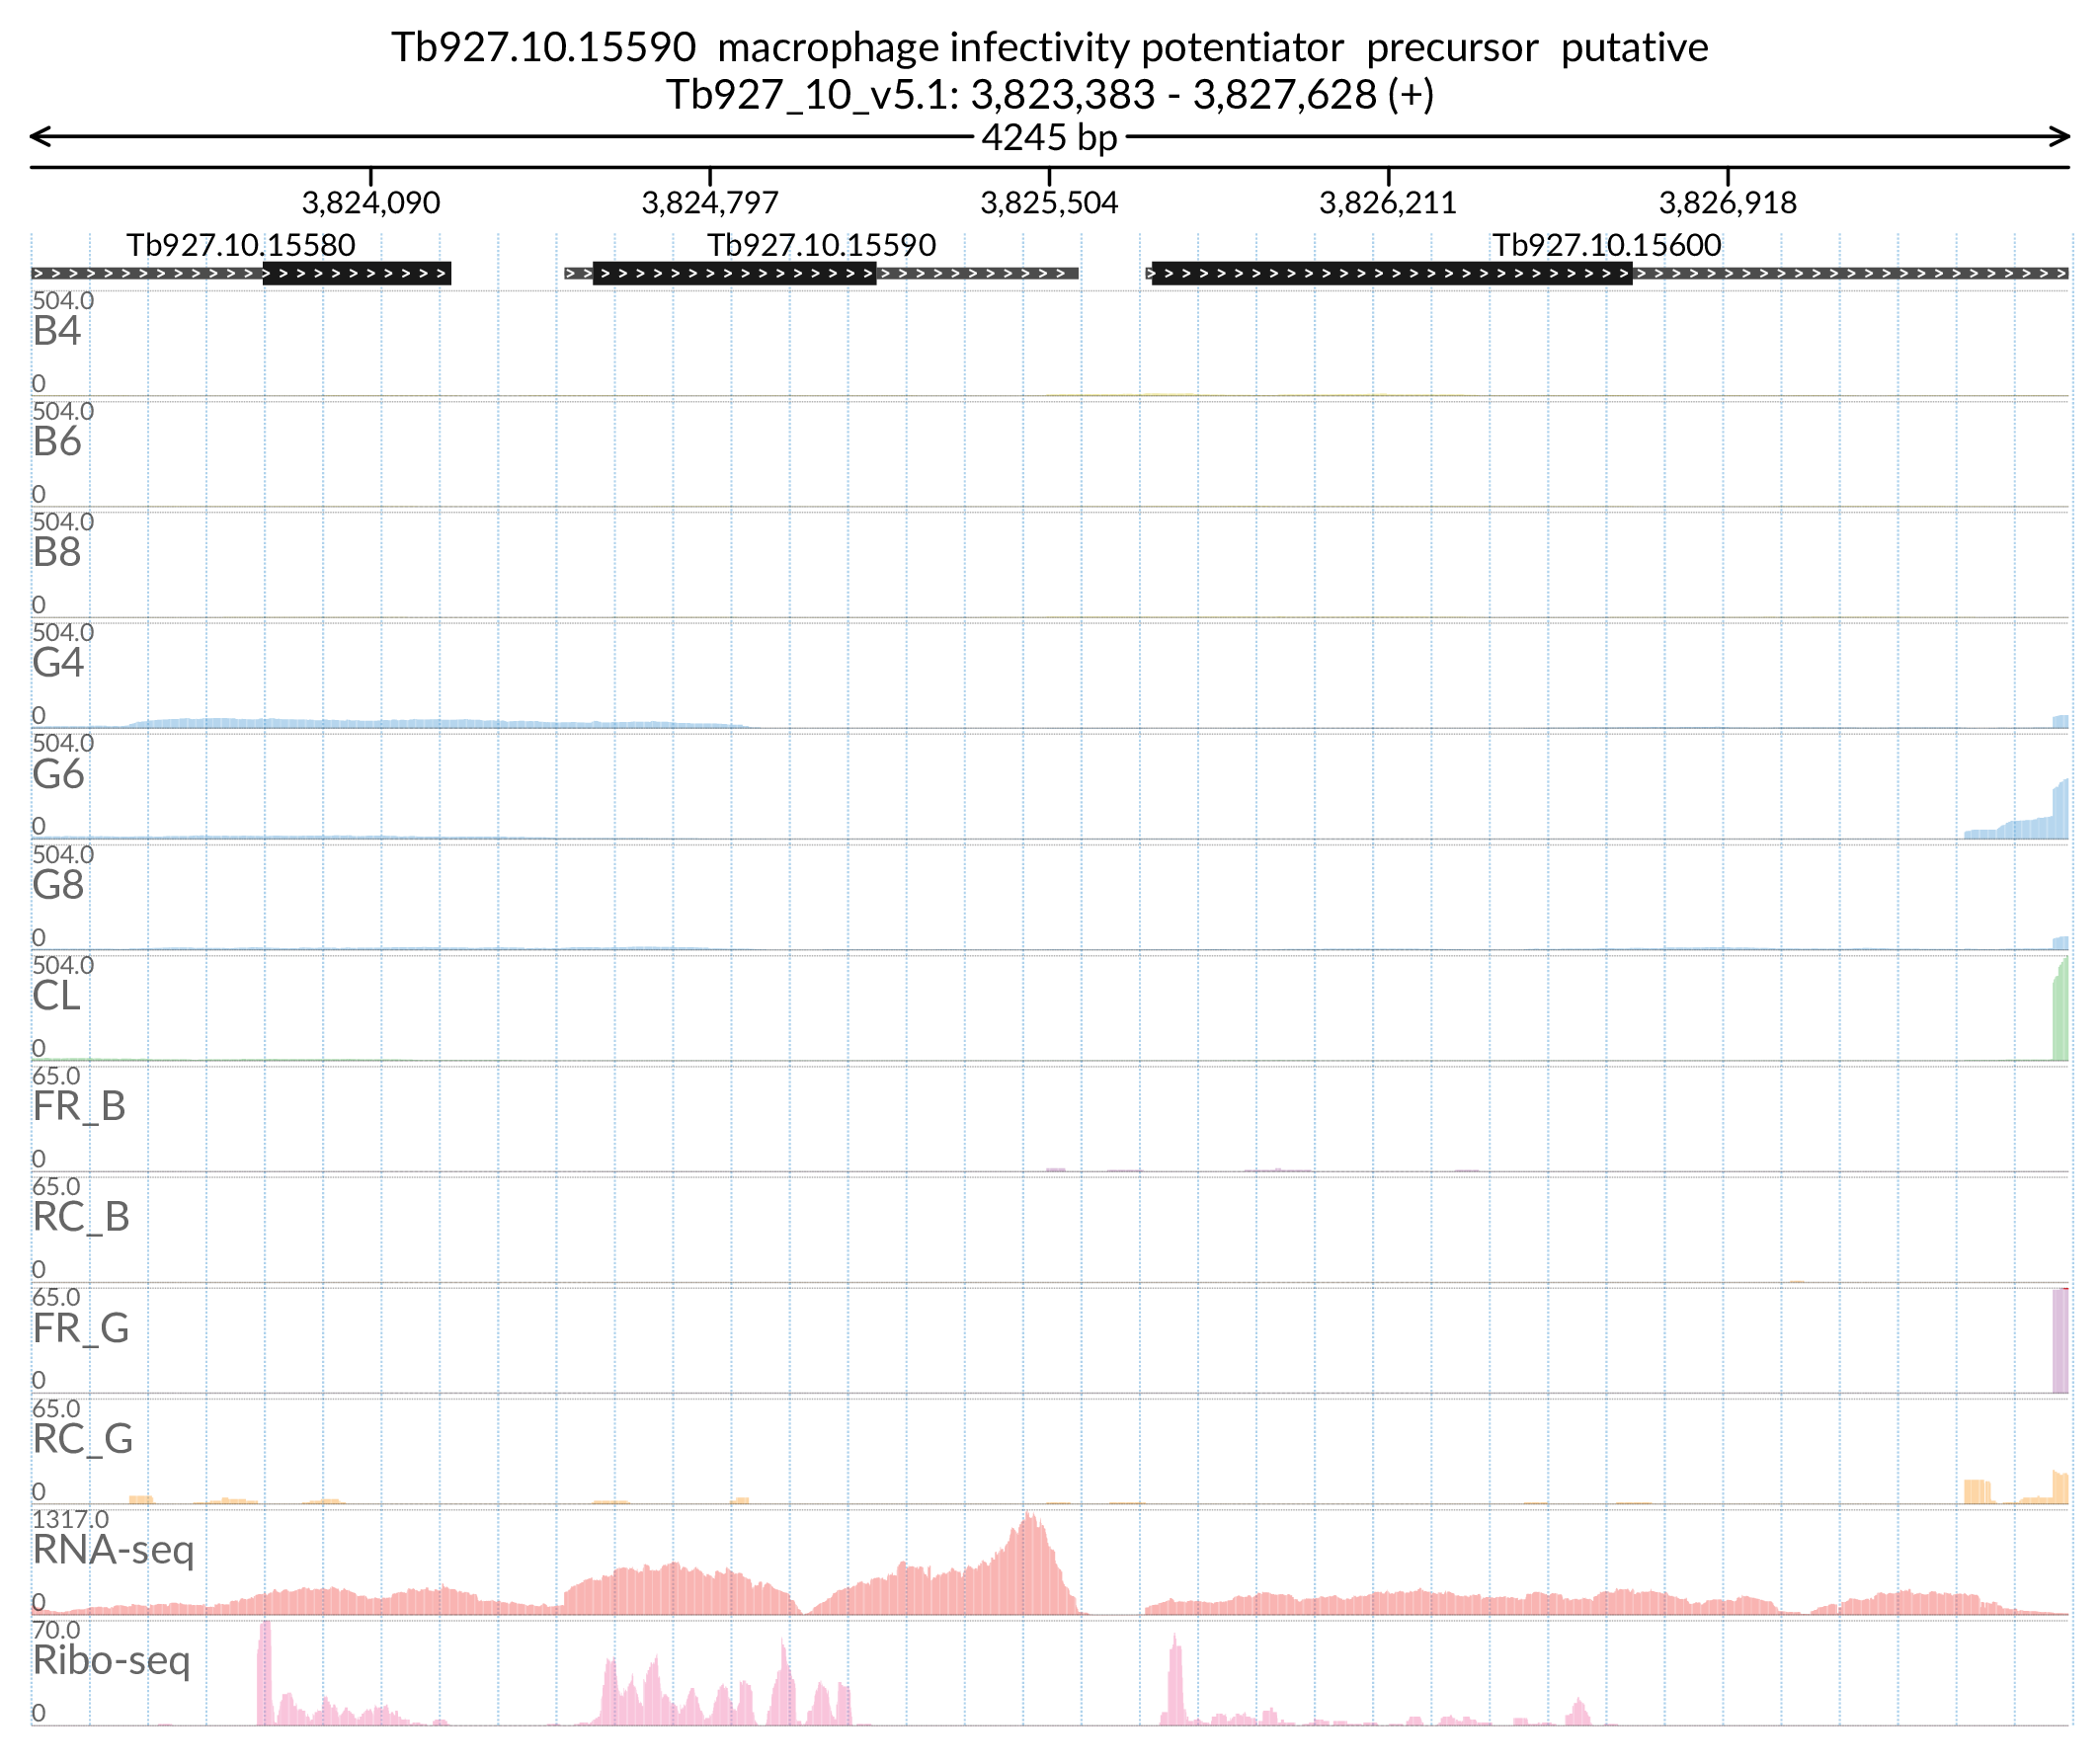 Tb927.10.15590 macrophage infectivity potentiator precursor putative
Tb927_10_v5.1: 3,823,383 - 3,827,628 (+)
4245 bp
3,824,090 3,824,797 3,825,504 3,826,211 3,826,918
Tb927.10.15580 Tb927.10.15590 Tb927.10.15600
504.0
B4
0
504.0
B6
0
504.0
B8
0
504.0
G4
0
504.0
G6
0
504.0
G8
0
504.0
CL
0
65.0
FR_B
0
65.0
RC_B
0
65.0
FR_G
0
65.0
RC_G
0
1317.0
RNA-seq
0
70.0
Ribo-seq
0